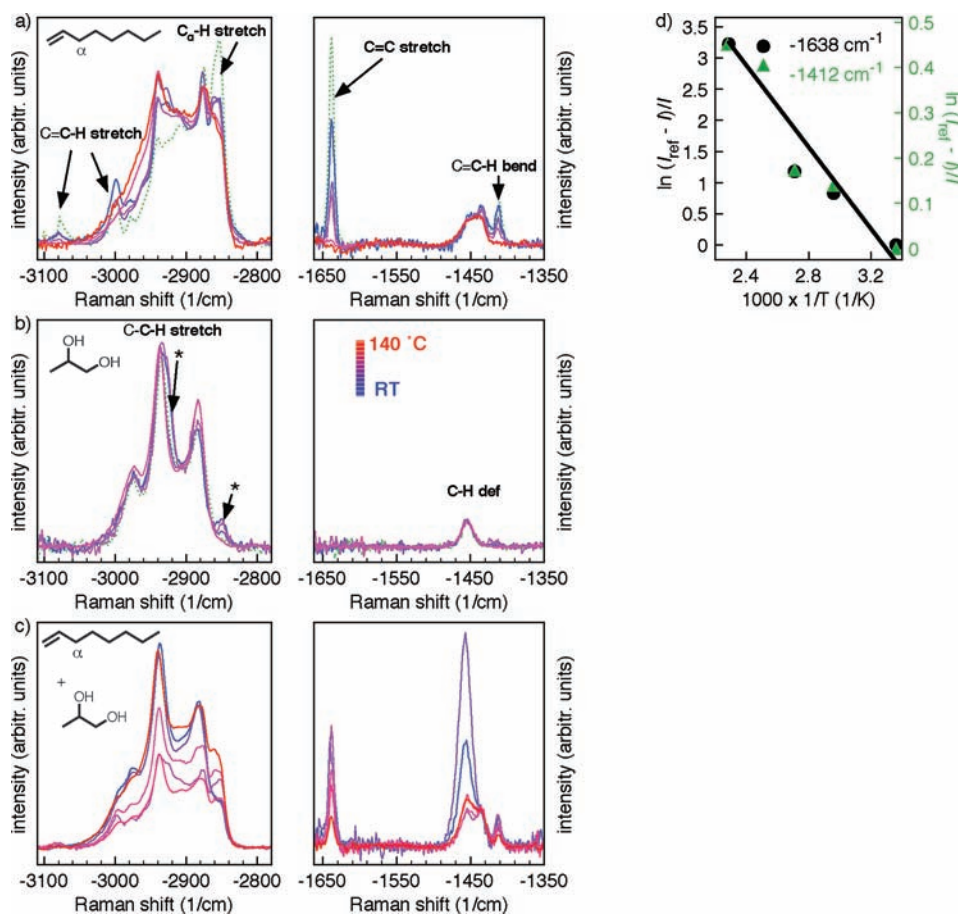 a)
α
Cα-H stretch
C=C-H stretch
intensity (arbitr. units)
-3100 -3000 -2900 -2800
Raman shift (1/cm)
C=C stretch
C=C-H bend
intensity (arbitr. units)
-1650 -1550 -1450 -1350
Raman shift (1/cm)
d)
-1638 cm-1
-1412 cm-1
ln (Iref - I)/I
3.5
3.0
2.5
2.0
1.5
1.0
0.5
0
ln (Iref - I)/I
0.5
0.4
0.3
0.2
0.1
0
2.4 2.8 3.2
1000 x 1/T (1/K)
b)
OH
OH
C-C-H stretch
*
*
intensity (arbitr. units)
-3100 -3000 -2900 -2800
Raman shift (1/cm)
140 ˚C
RT
C-H def
intensity (arbitr. units)
-1650 -1550 -1450 -1350
Raman shift (1/cm)
c)
α
+
OH
OH
intensity (arbitr. units)
-3100 -3000 -2900 -2800
Raman shift (1/cm)
intensity (arbitr. units)
-1650 -1550 -1450 -1350
Raman shift (1/cm)